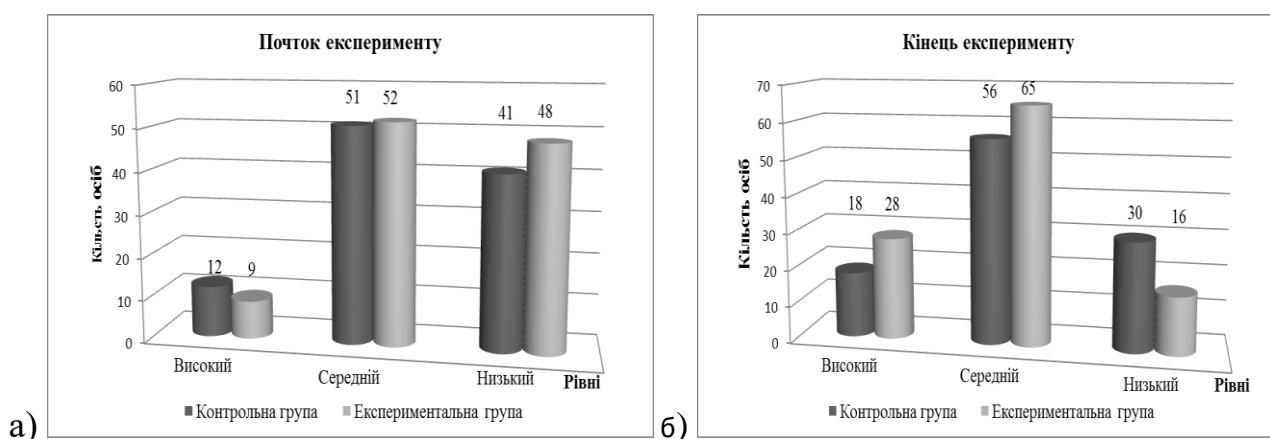 Почток експерименту
Кількість осіб
60
50
40
30
20
10
0
12
9
51
52
41
48
Високий
Середній
Низький
Рівні
Контрольна група
Експериментальна група
а)
Кінець експерименту
Кількість осіб
70
60
50
40
30
20
10
0
18
28
56
65
30
16
Високий
Середній
Низький
Рівні
Контрольна група
Експериментальна група
б)